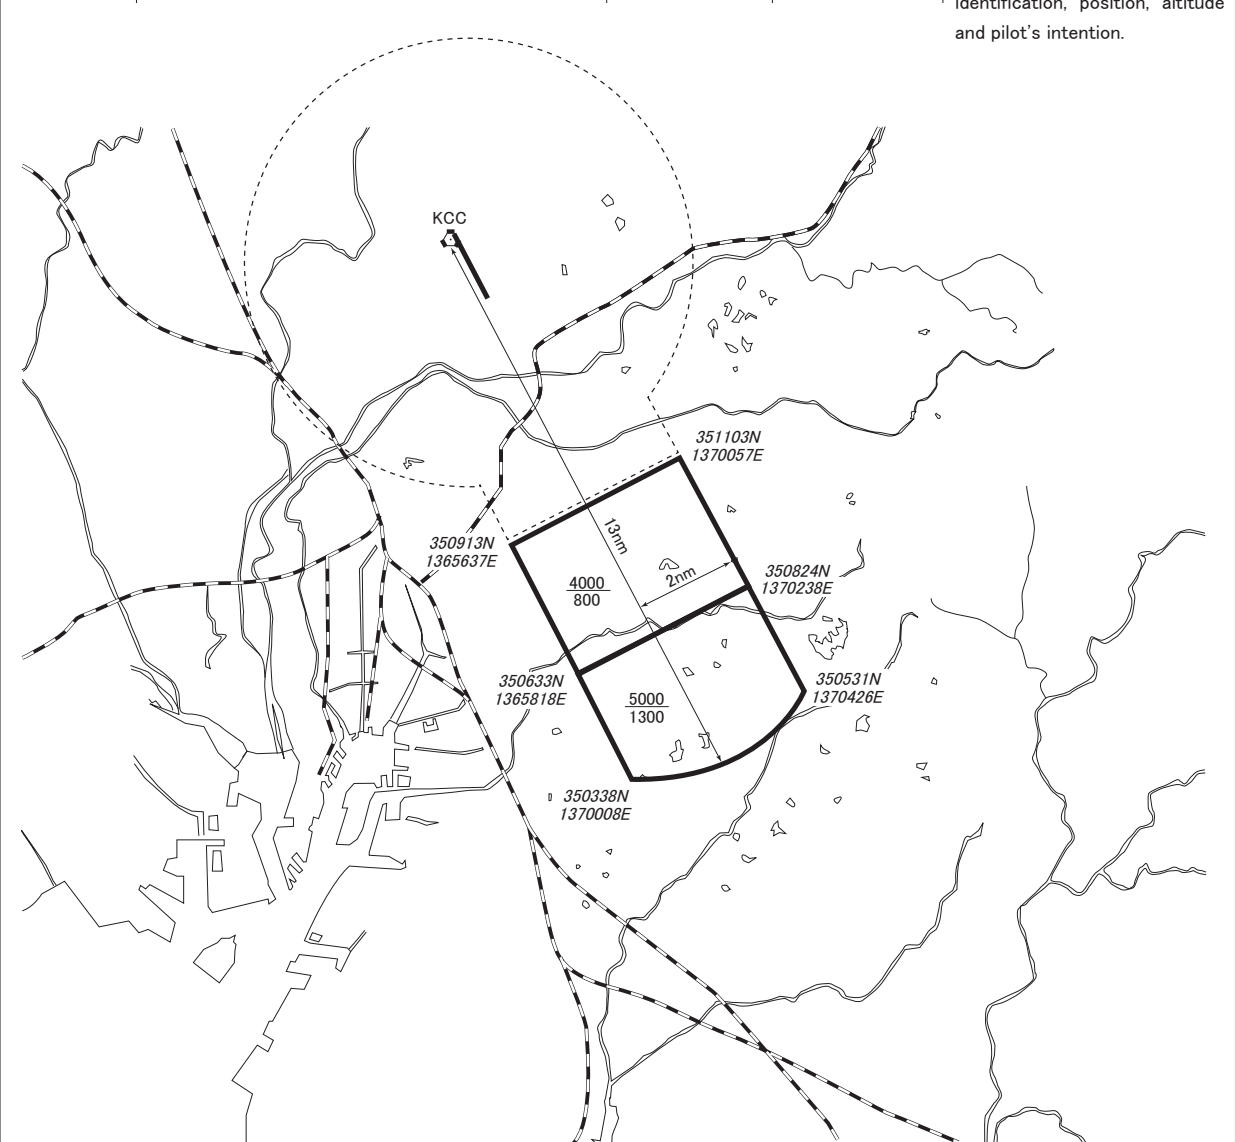 identification, position, altitude
and pilot's intention.
KCC
351103N
1370057E
13nm
350913N
1365637E
2nm
350824N
1370238E
4000
800
350633N
1365818E
350531N
1370426E
5000
1300
350338N
1370008E